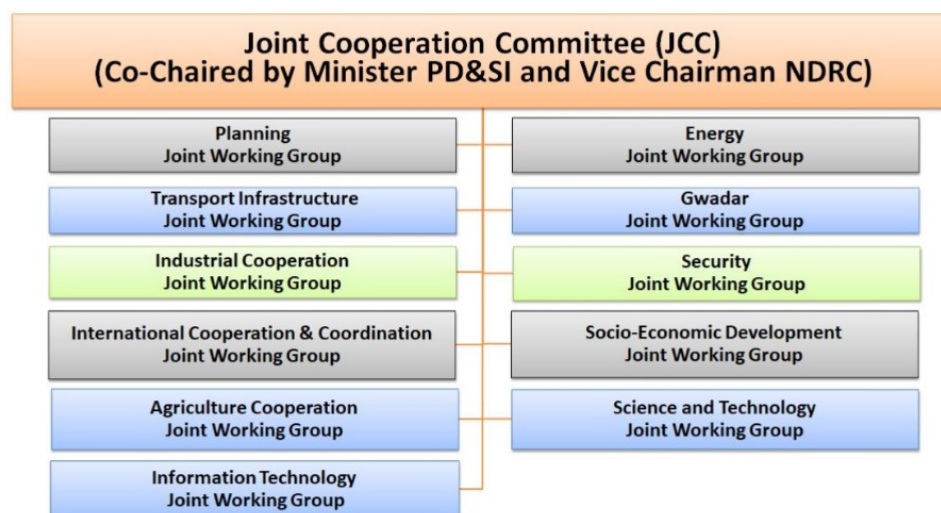 Joint Cooperation Committee (JCC)
(Co-Chaired by Minister PD&SI and Vice Chairman NDRC)
Planning
Joint Working Group
Energy
Joint Working Group
Transport Infrastructure
Joint Working Group
Gwadar
Joint Working Group
Industrial Cooperation
Joint Working Group
Security
Joint Working Group
International Cooperation & Coordination
Joint Working Group
Socio-Economic Development
Joint Working Group
Agriculture Cooperation
Joint Working Group
Science and Technology
Joint Working Group
Information Technology
Joint Working Group